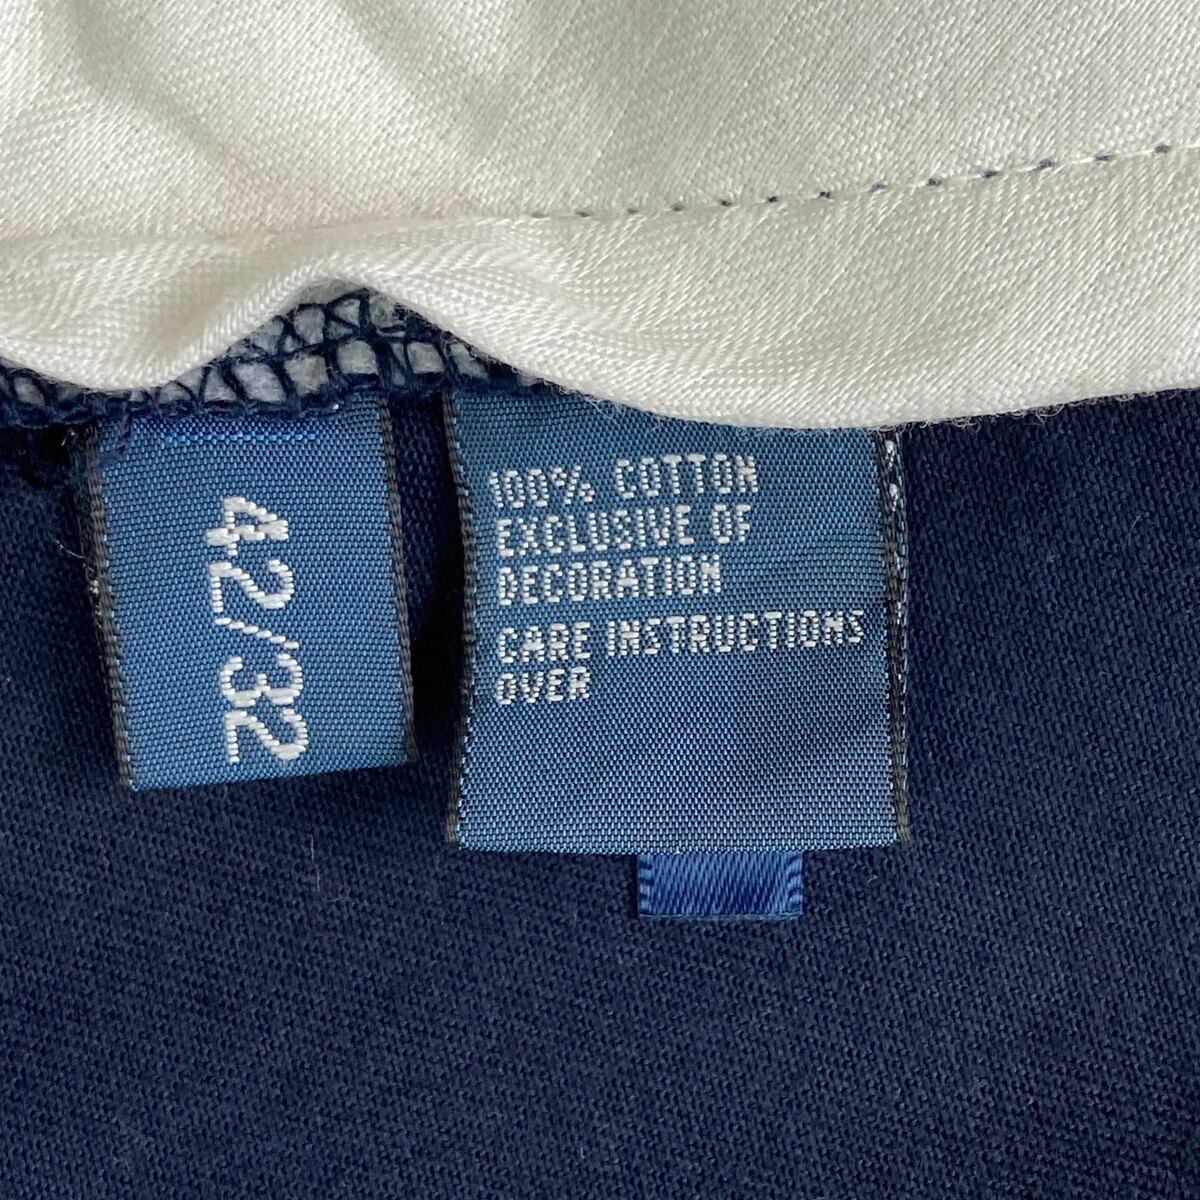 42/32
100% COTTON
EXCLUSIVE OF
DECORATION
CARE INSTRUCTIONS
OVER